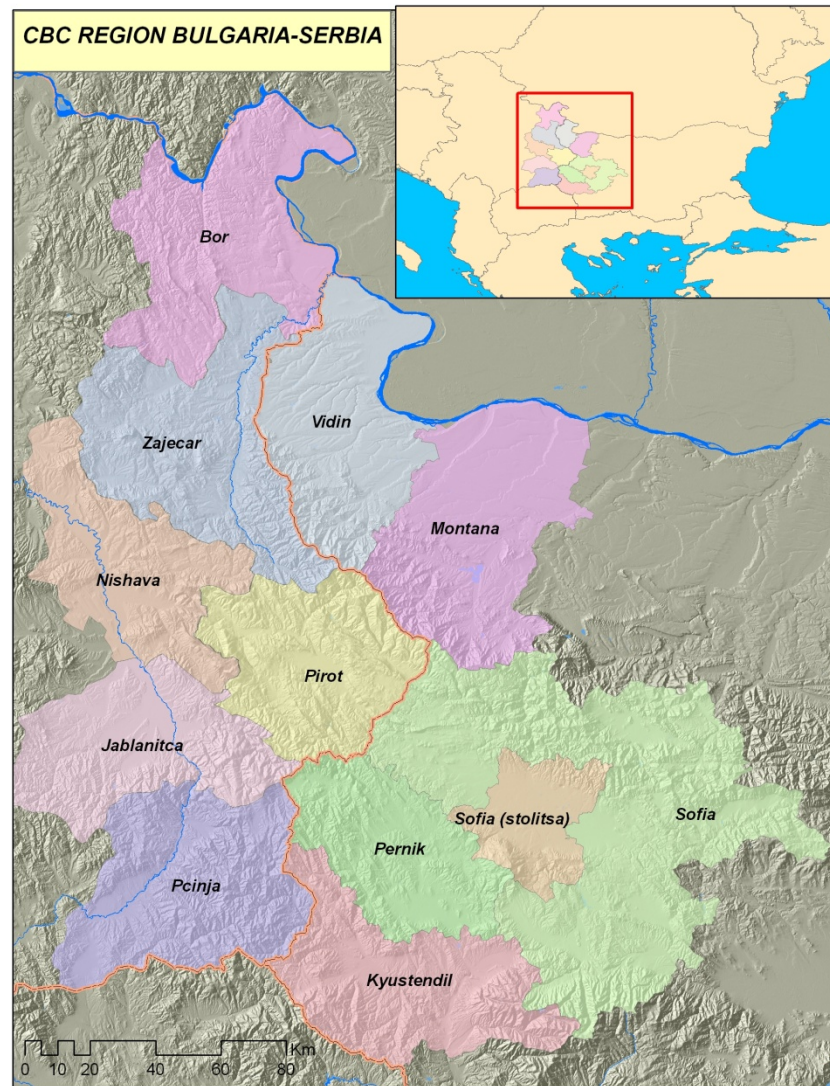 CBC REGION BULGARIA-SERBIA
Bor
Zajecar
Vidin
Montana
Nishava
Pirot
Jablanitca
Sofia (stolitsa)
Sofia
Pernik
Pcinja
Kyustendil
Km
0 10 20 40 60 80